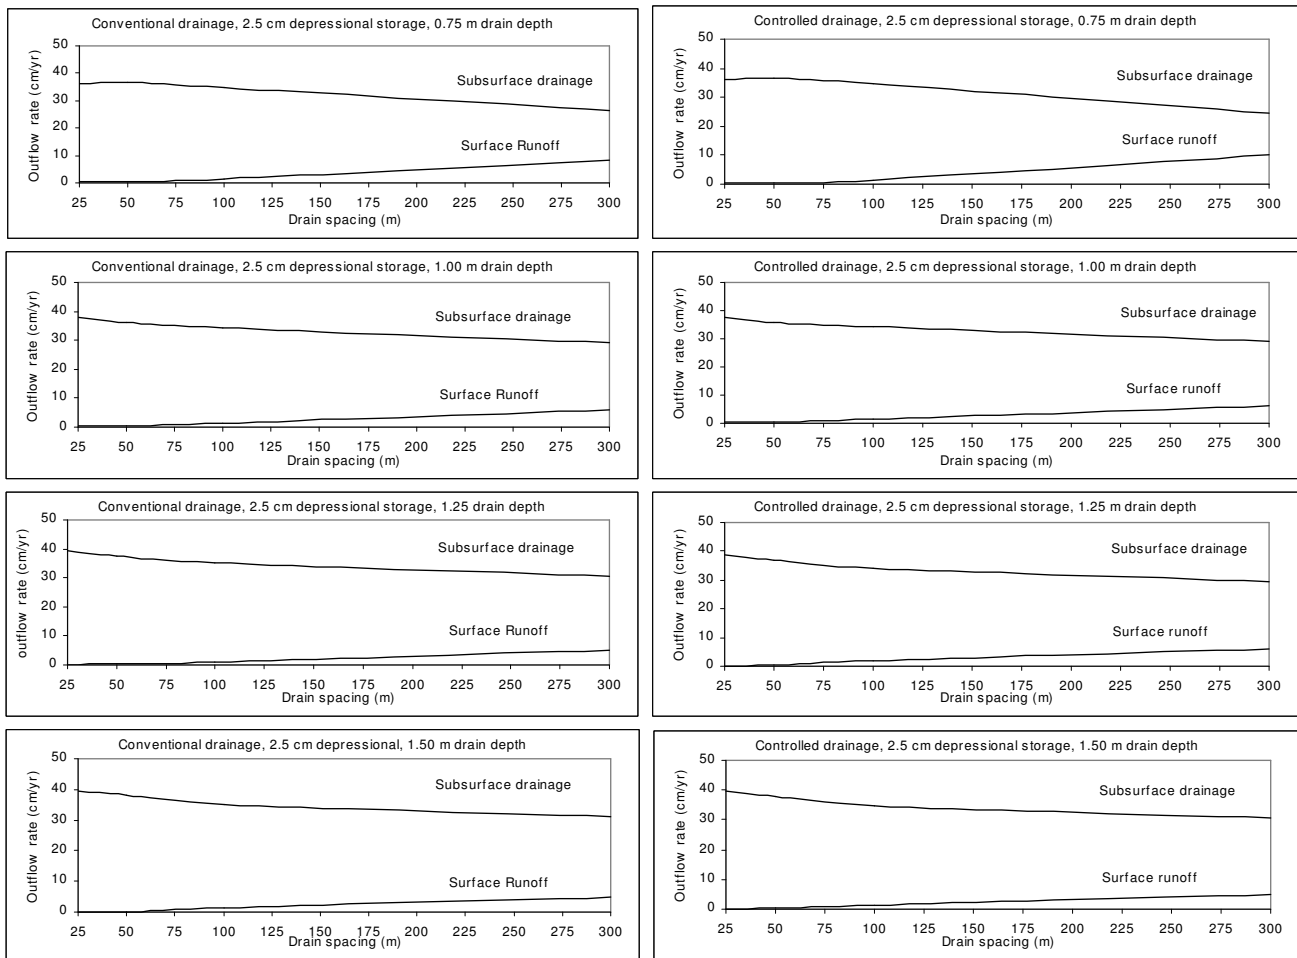 Conventional drainage, 2.5 cm depressional storage, 0.75 m drain depth
Outflow rate (cm/yr)
50
40
30
20
10
0
Subsurface drainage
Surface Runoff
25 50 75 100 125 150 175 200 225 250 275 300
Drain spacing (m)
Controlled drainage, 2.5 cm depressional storage, 0.75 m drain depth
Outflow rate (cm/yr)
50
40
30
20
10
0
Subsurface drainage
Surface runoff
25 50 75 100 125 150 175 200 225 250 275 300
Drain spacing (m)
Conventional drainage, 2.5 cm depressional storage, 1.00 m drain depth
Outflow rate (cm/yr)
50
40
30
20
10
0
Subsurface drainage
Surface Runoff
25 50 75 100 125 150 175 200 225 250 275 300
Drain spacing (m)
Controlled drainage, 2.5 cm depressional storage, 1.00 m drain depth
Outflow rate (cm/yr)
50
40
30
20
10
0
Subsurface drainage
Surface runoff
25 50 75 100 125 150 175 200 225 250 275 300
Drain spacing (m)
Conventional drainage, 2.5 cm depressional storage, 1.25 drain depth
outflow rate (cm/yr)
50
40
30
20
10
0
Subsurface drainage
Surface Runoff
25 50 75 100 125 150 175 200 225 250 275 300
Drain spacing (m)
Controlled drainage, 2.5 cm depressional storage, 1.25 m drain depth
Outflow rate (cm/yr)
50
40
30
20
10
0
Subsurface drainage
Surface runoff
25 50 75 100 125 150 175 200 225 250 275 300
Drain spacing (m)
Conventional drainage, 2.5 cm depressional, 1.50 m drain depth
Outflow rate (cm/yr)
50
40
30
20
10
0
Subsurface drainage
Surface Runoff
25 50 75 100 125 150 175 200 225 250 275 300
Drain spacing (m)
Controlled drainage, 2.5 cm depressional storage, 1.50 m drain depth
Outflow rate (cm/yr)
50
40
30
20
10
0
Subsurface drainage
Surface runoff
25 50 75 100 125 150 175 200 225 250 275 300
Drain spacing (m)